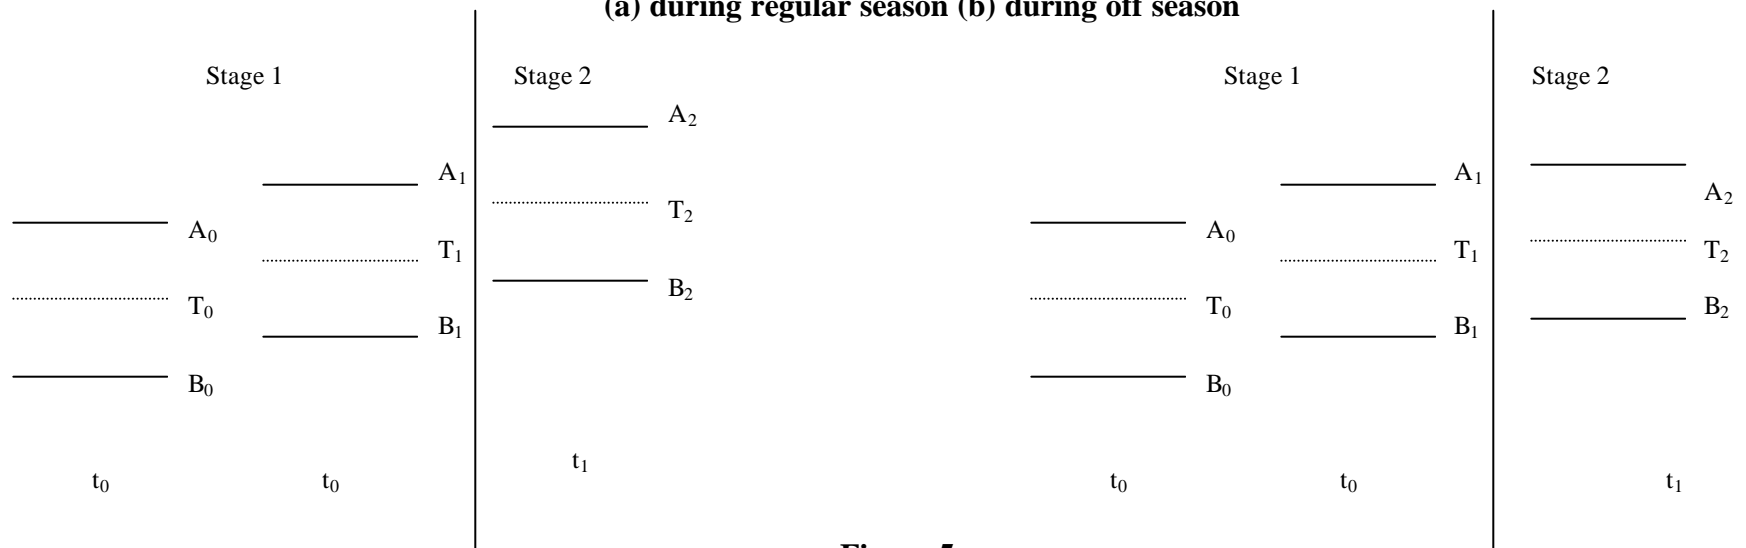 (a) during regular season (b) during off season
Stage 1 Stage 2 Stage 1 Stage 2
A2
A1 A1
A2
A0 A0
T2
T1 T1 T2
T0 T0
B2
B1 B1 B2
B0 B0
t1
t0 t0 t0 t0 t1